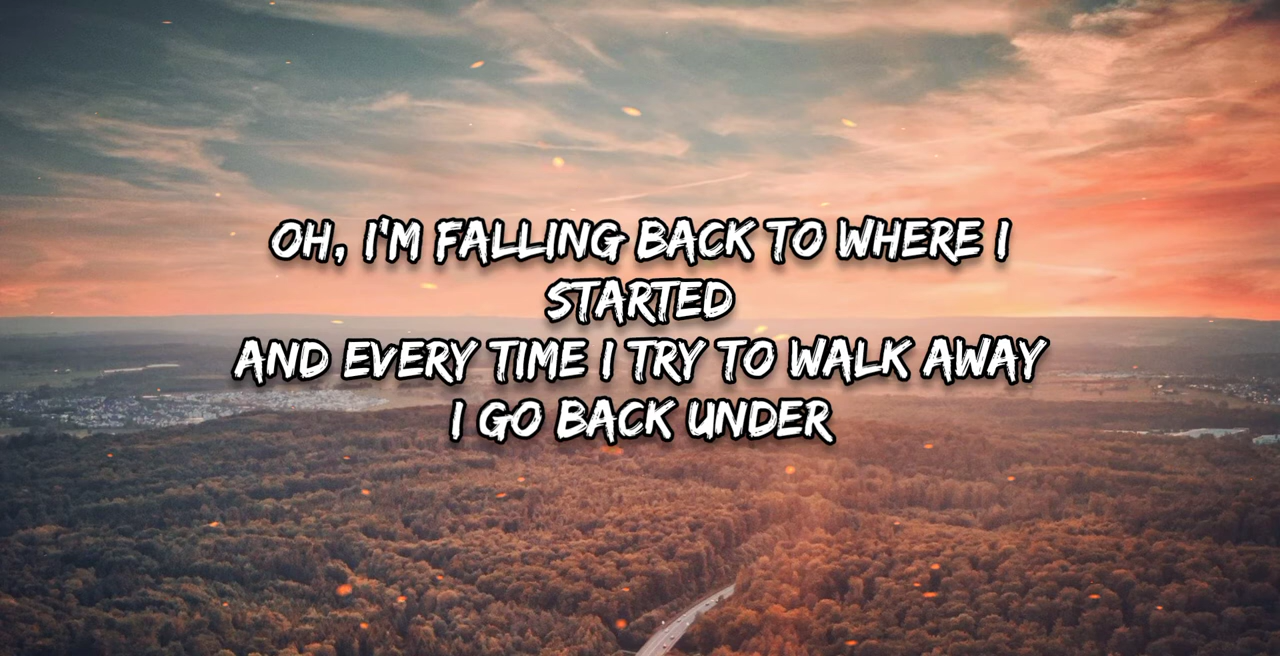 OH, I'M FALLING BACK TO WHERE I
STARTED
AND EVERY TIME I TRY TO WALK AWAY
I GO BACK UNDER